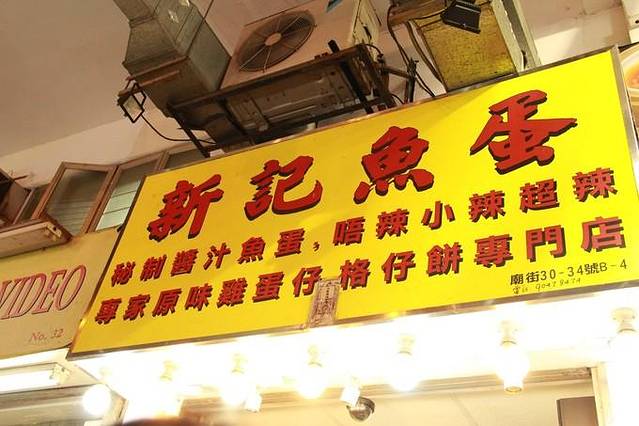 新記魚蛋
秘制醬汁魚蛋，唔辣小辣超辣
專家原味雞蛋仔 格仔餅專門店
廟街30-34號B-4
VIDEO
No. 32